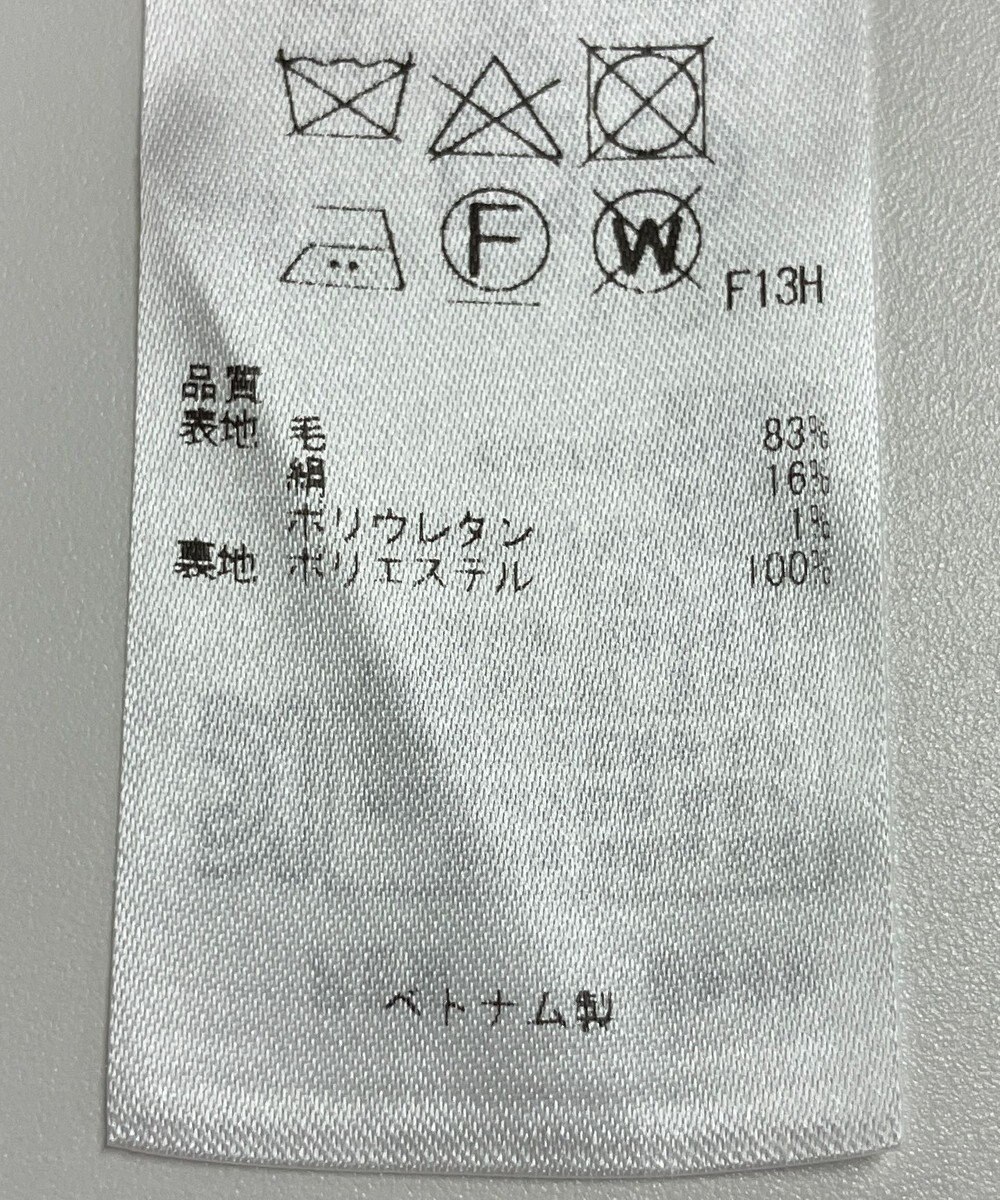 F W F13H
品質
表地 毛 83%
絹 16%
ポリウレタン 1%
裏地 ポリエステル 100%
ベトナム製